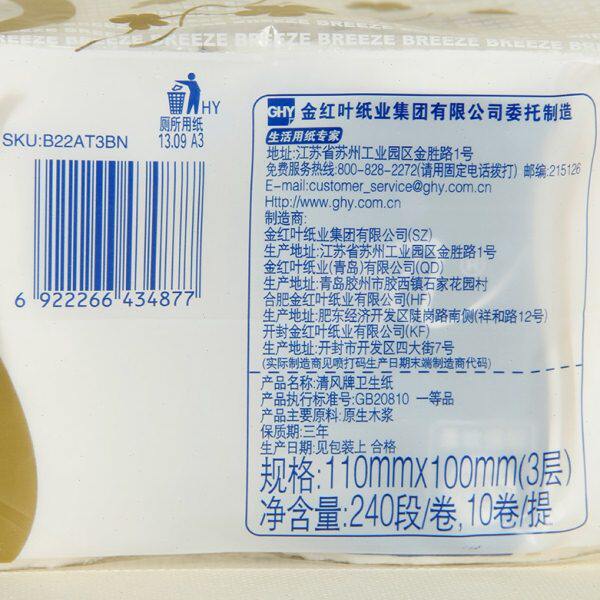 BREEZE BREEZE BREEZE BREEZE BREEZE BREEZE
HY
厕所用纸 13.09 A3
SKU:B22AT3BN
6 922266 434877
GHY 金红叶纸业集团有限公司委托制造
生活用纸专家
地址:江苏省苏州工业园区金胜路1号
免费服务热线:800-828-2272(请用固定电话拨打) 邮编:215126
E-mail:customer_service@ghy.com.cn
Http://www.ghy.com.cn
制造商:
金红叶纸业集团有限公司(SZ)
生产地址:江苏省苏州工业园区金胜路1号
金红叶纸业(青岛)有限公司(QD)
生产地址:青岛胶州市胶西镇石家花园村
合肥金红叶纸业有限公司(HF)
生产地址:肥东经济开发区陡岗路南侧(祥和路12号)
开封金红叶纸业有限公司(KF)
生产地址:开封市开发区四大街7号
(实际制造商见喷打码生产日期末端制造商代码)
产品名称:清风牌卫生纸
产品执行标准号:GB20810 一等品
产品主要原料:原生木浆
保质期:三年
生产日期:见包装上 合格
规格:110mmx100mm(3层)
净含量:240段/卷,10卷/提